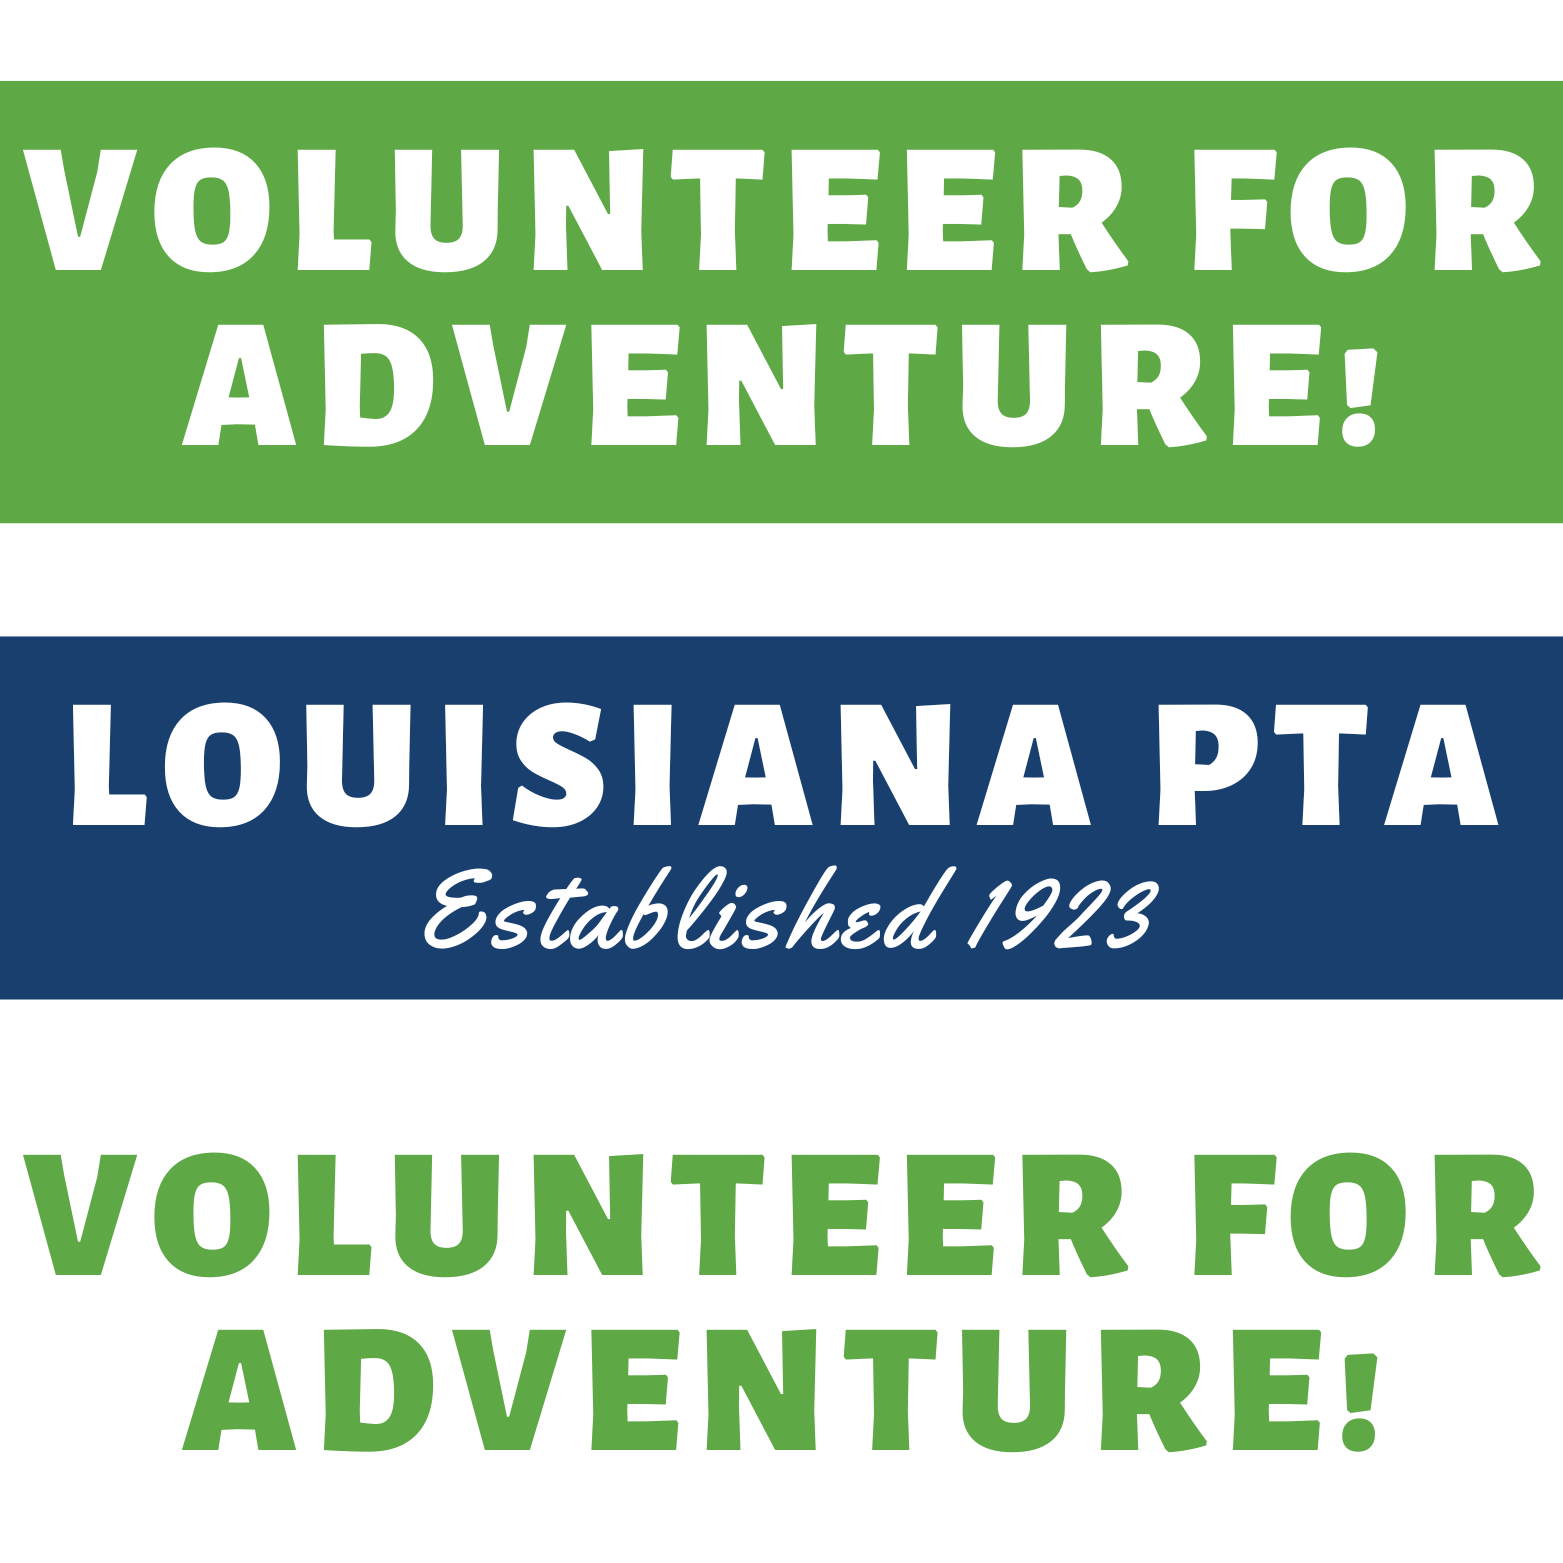 VOLUNTEER FOR
ADVENTURE!
LOUISIANA PTA
Established 1923
VOLUNTEER FOR
ADVENTURE!